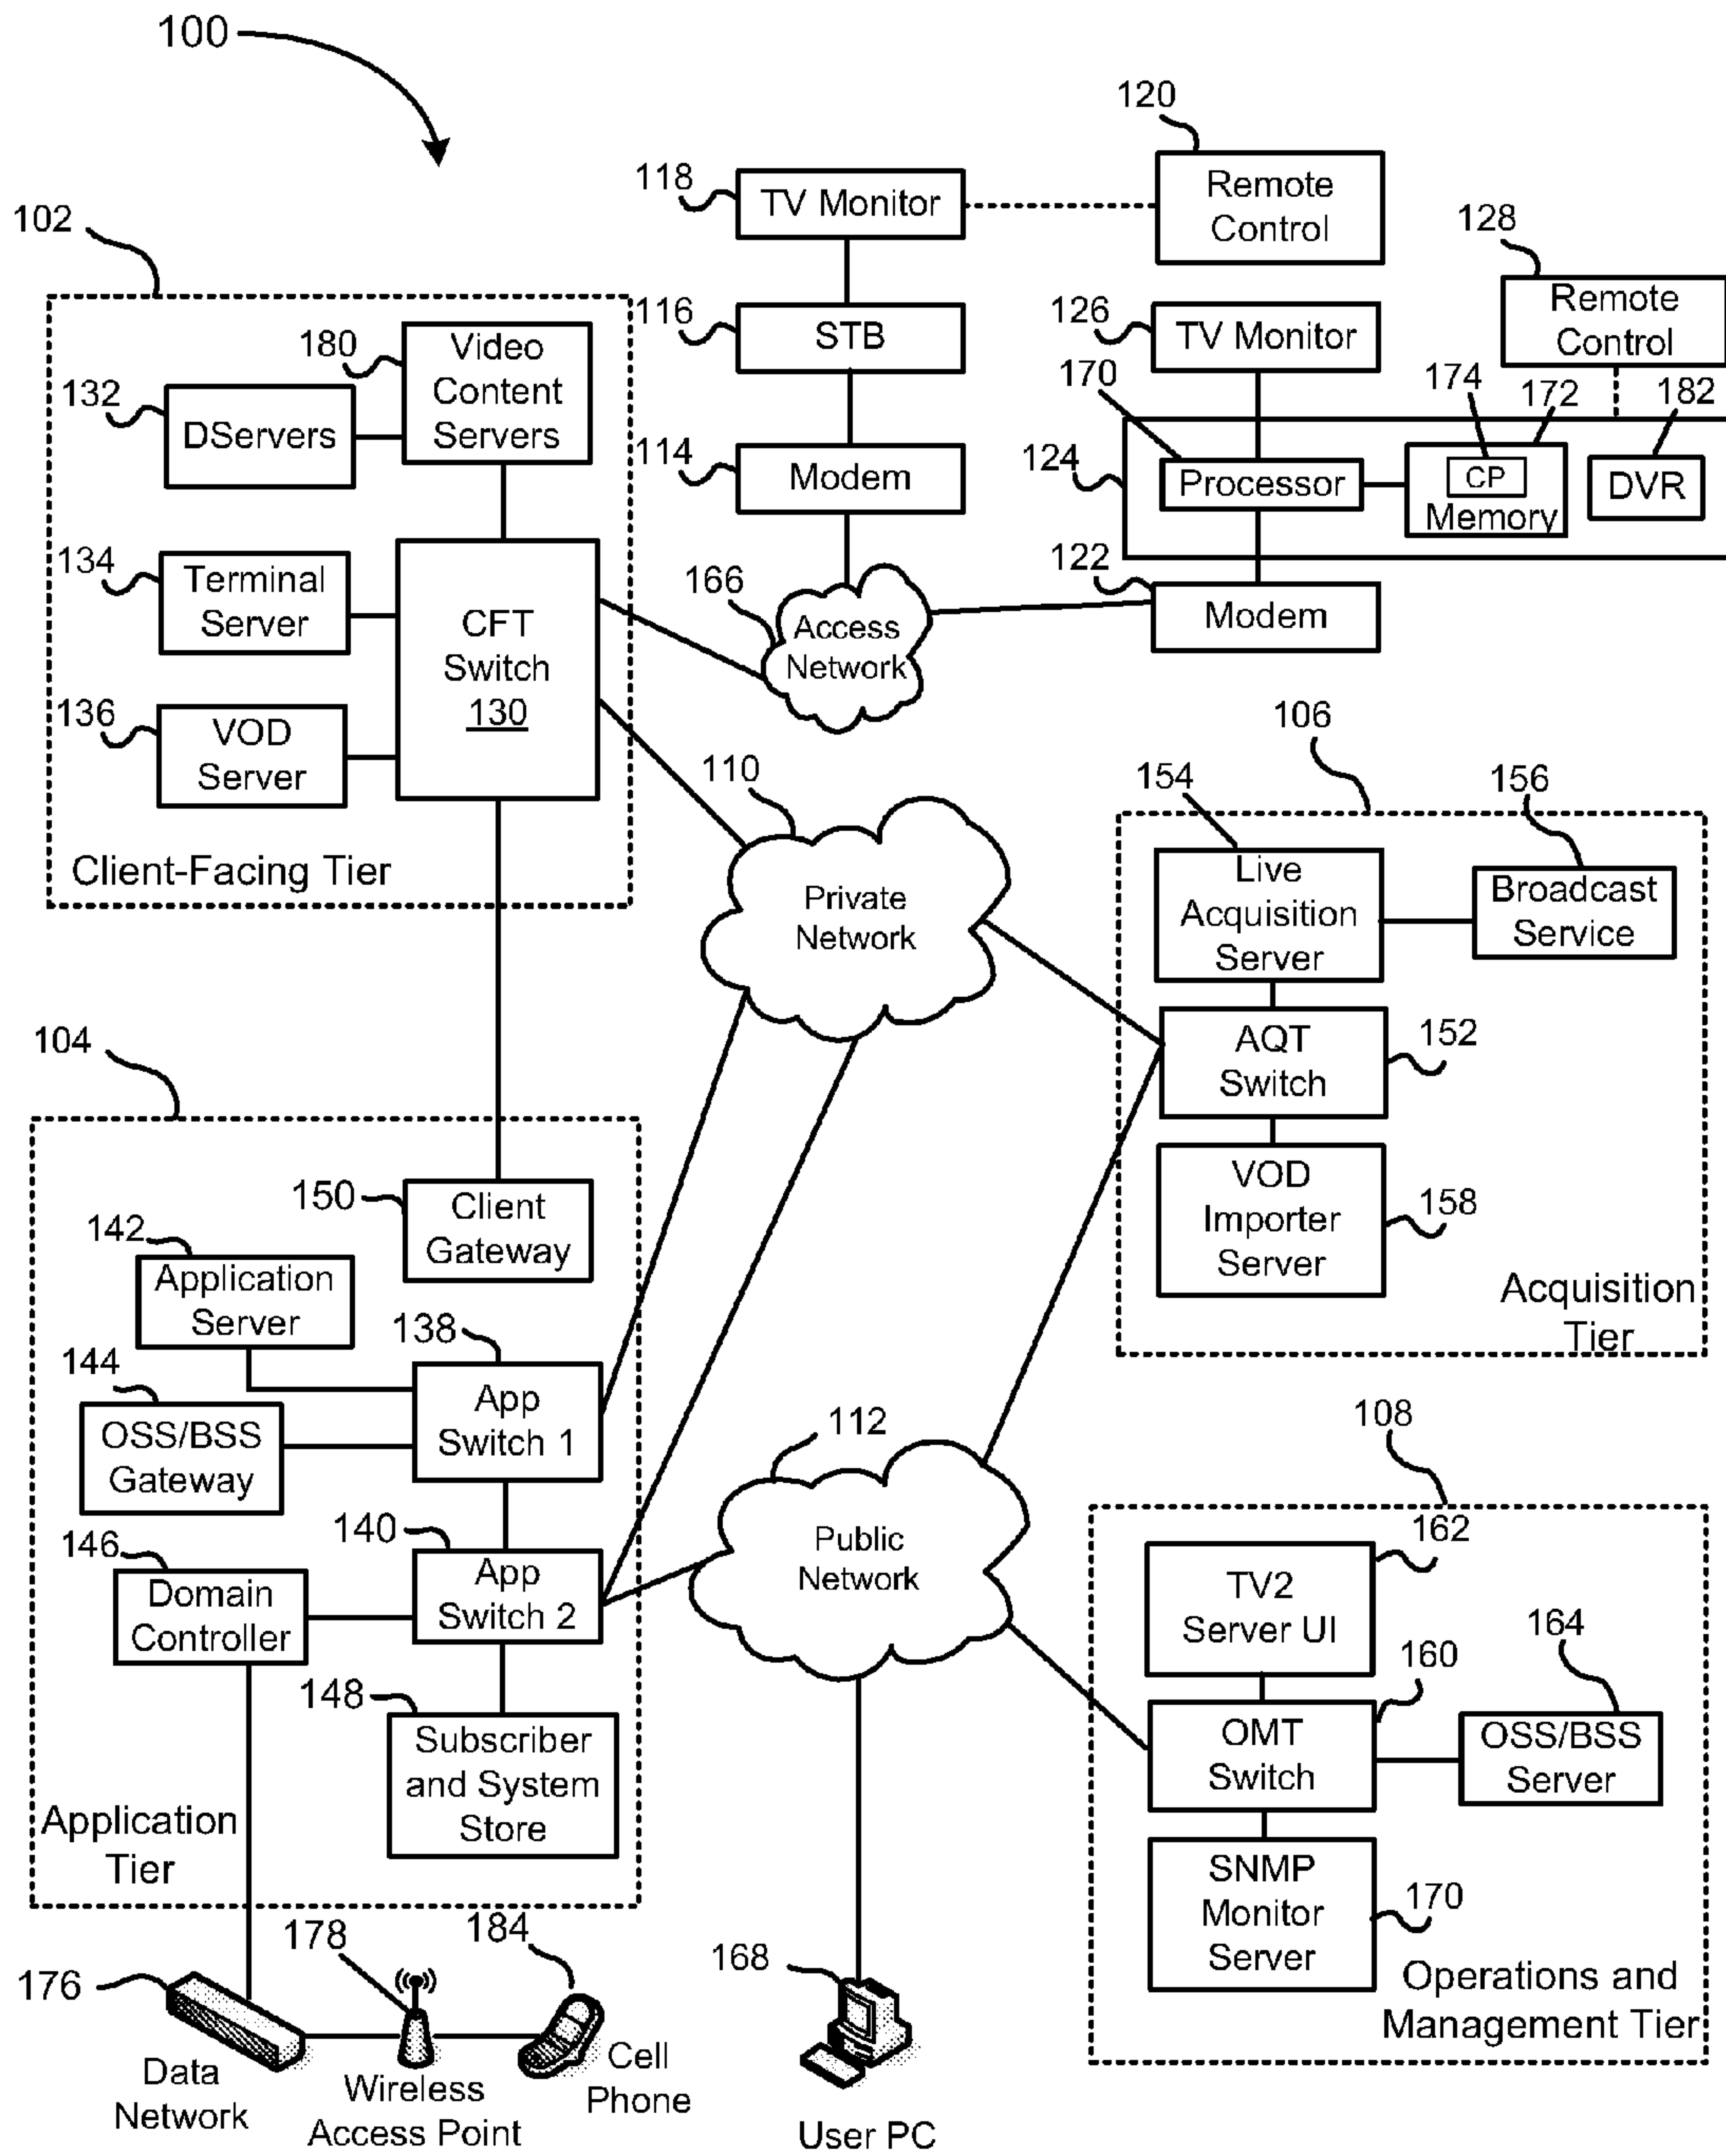 100
120
118
TV Monitor
Remote
Control
128
102
116
STB
126
TV Monitor
Remote
Control
180
Video
Content
Servers
170
174
172
182
132
DServers
114
Modem
124
Processor
CP
Memory
DVR
134
Terminal
Server
CFT
Switch
130
166
Access
Network
122
Modem
136
VOD
Server
110
106
154
156
Client-Facing Tier
Private
Network
Live
Acquisition
Server
Broadcast
Service
104
AQT
Switch
152
150
Client
Gateway
VOD
Importer
Server
158
142
Application
Server
Acquisition
Tier
138
144
App
Switch 1
OSS/BSS
Gateway
112
108
140
146
App
Switch 2
Domain
Controller
Public
Network
162
TV2
Server UI
164
160
148
Subscriber
and System
Store
OMT
Switch
OSS/BSS
Server
Application
Tier
SNMP
Monitor
Server
170
178
184
168
176
Operations and
Management Tier
Data
Network
Wireless
Access Point
Cell
Phone
User PC